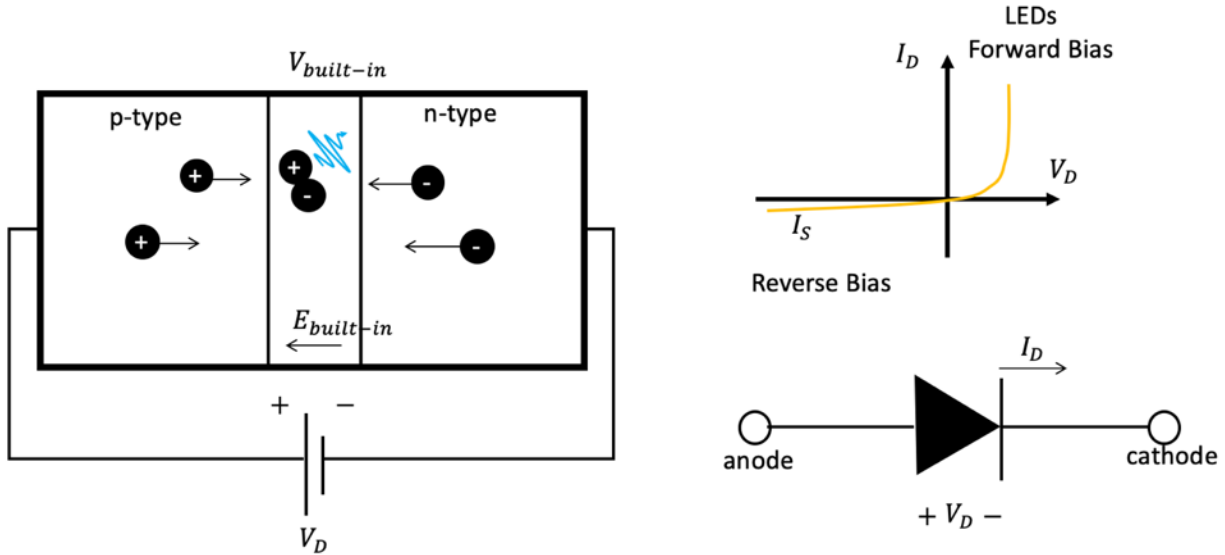 V_built−in
p-type
n-type
+
+
+
-
-
-
E_built−in
+ −
V_D
LEDs
Forward Bias
I_D
V_D
I_S
Reverse Bias
I_D
anode
cathode
+ V_D −